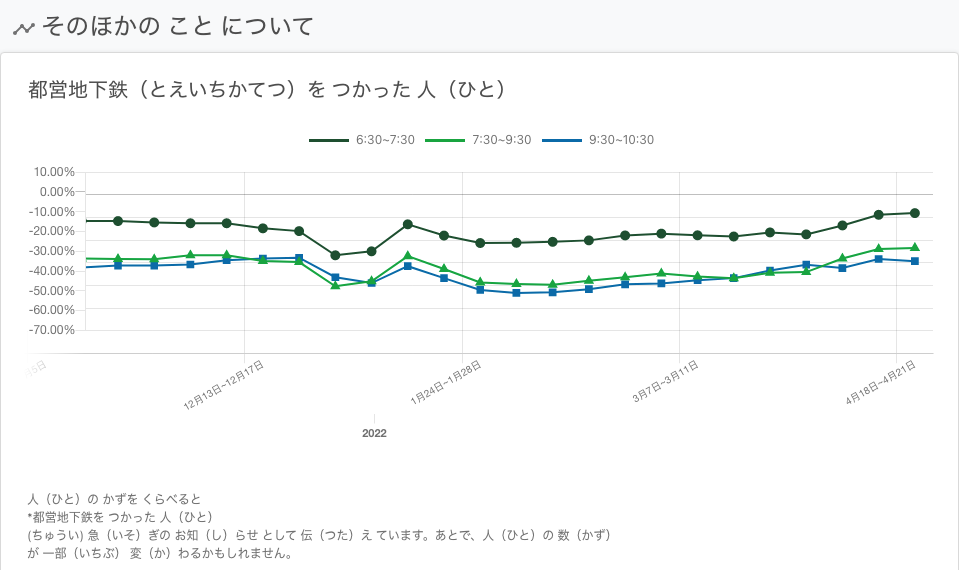 そのほかの こと について
都営地下鉄（とえいちかてつ）を つかった 人（ひと）
6:30~7:30 7:30~9:30 9:30~10:30
10.00%
0.00%
-10.00%
-20.00%
-30.00%
-40.00%
-50.00%
-60.00%
-70.00%
15日 12月13日~12月17日 1月24日~1月28日 3月7日~3月11日 4月18日~4月21日
2022
人（ひと）の かずを くらべると
*都営地下鉄を つかった 人（ひと）
(ちゅうい) 急（いそ）ぎの お知（し）らせ として 伝（つた）え ています。あとで、人（ひと）の 数（かず）
が 一部（いちぶ） 変（か）わるかもしれません。